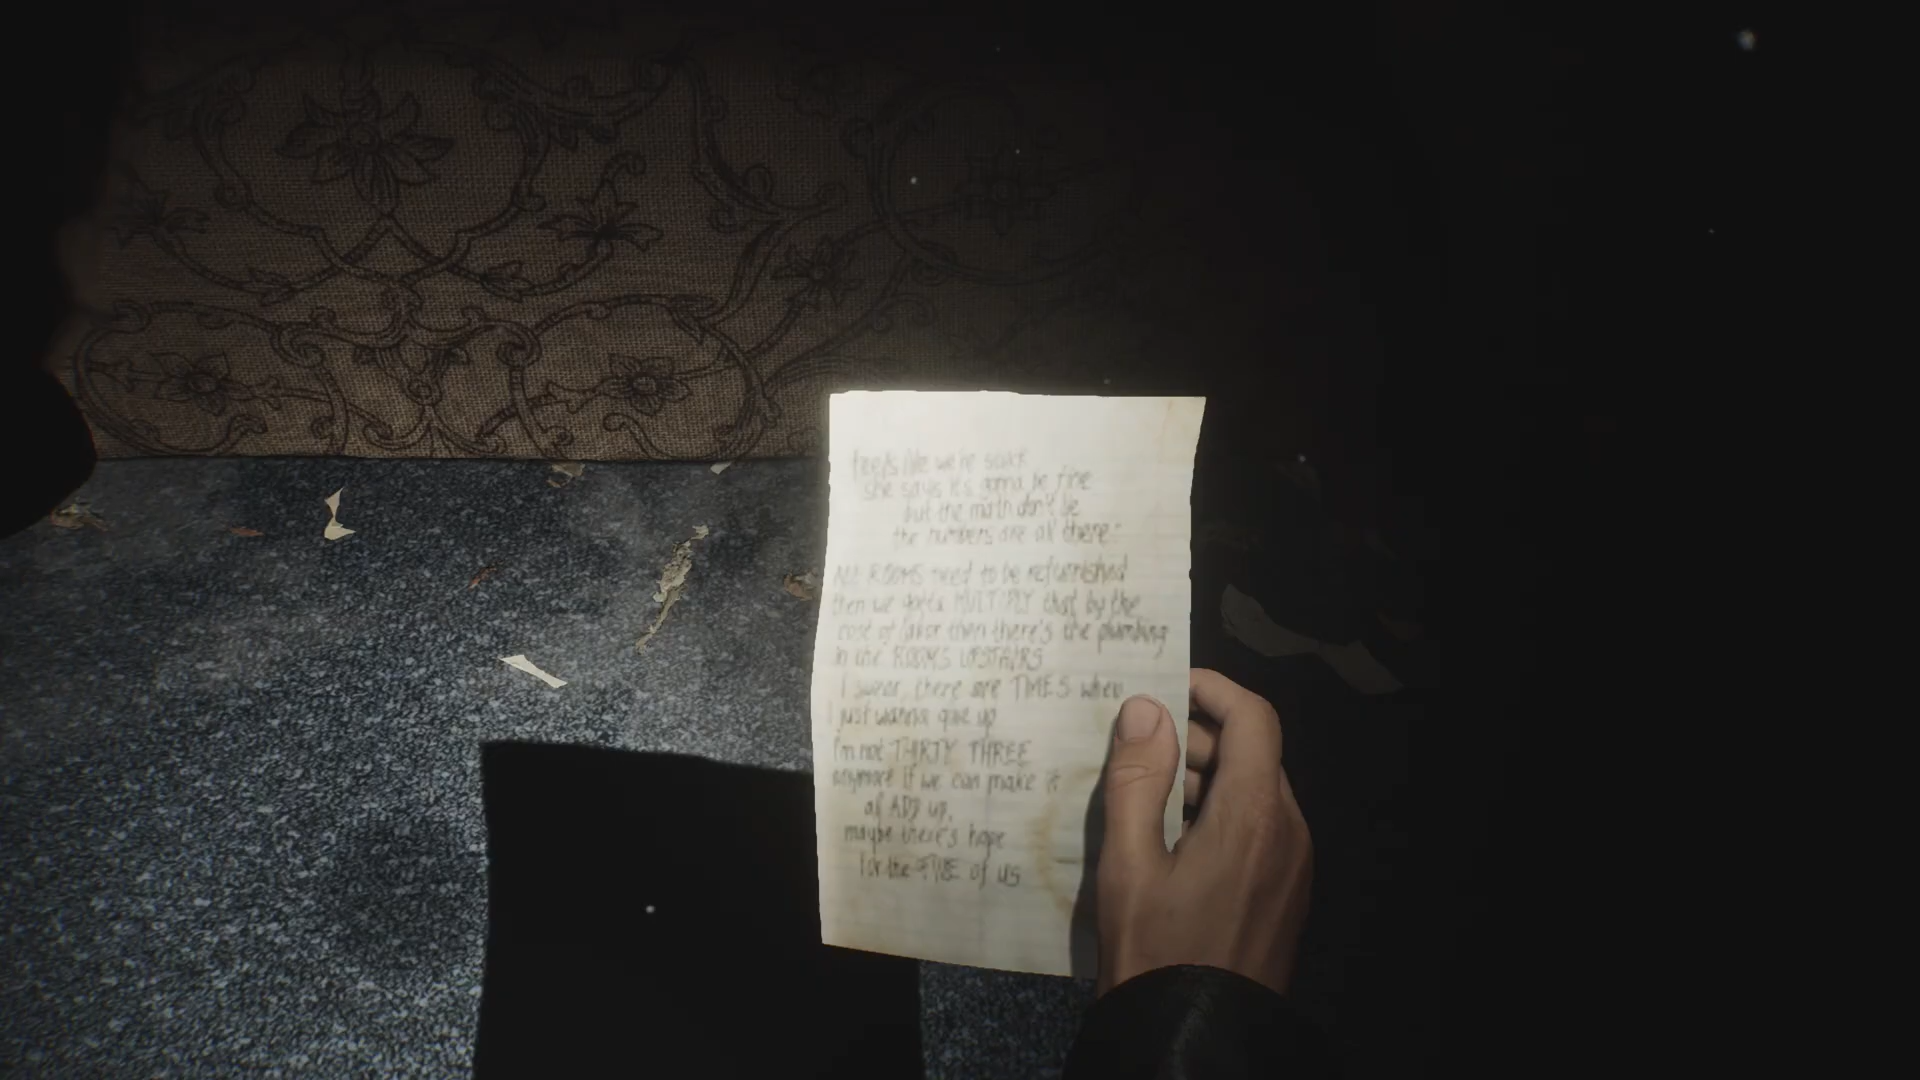 feels like we're stuck
she says it's gonna be fine
but the math don't lie
the numbers are all there:
ALL ROOMS need to be refurnished
then we gotta MULTIPLY that by the
cost of labor then there's the plumbing
in the ROOMS UPSTAIRS
I swear, there are TIMES when
I just wanna give up
I'm not THIRTY THREE
anymore if we can make it
all ADD up,
maybe there's hope
for the FIVE of us